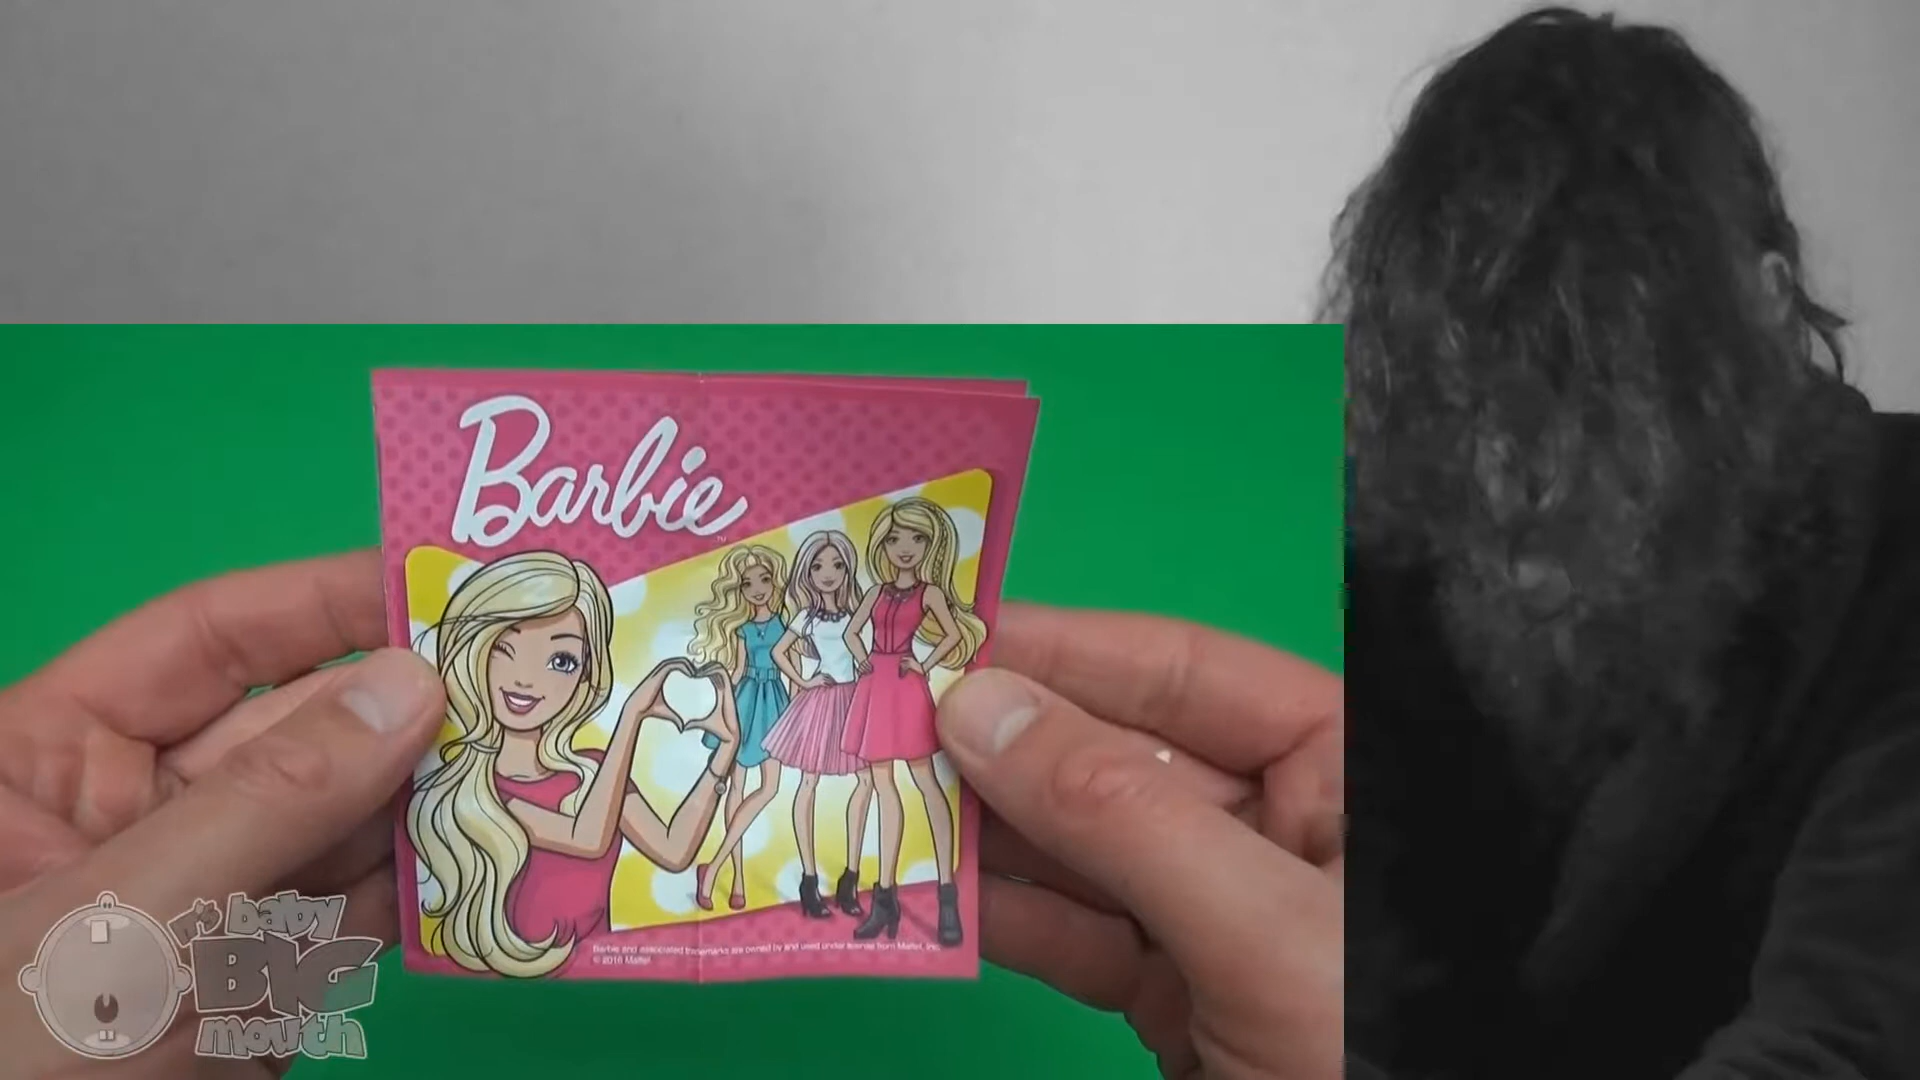 Barbie
TM
Barbie and associated trademarks are owned by and used under license from Mattel, Inc.
© 2016 Mattel.
it's baby
BIG
mouth